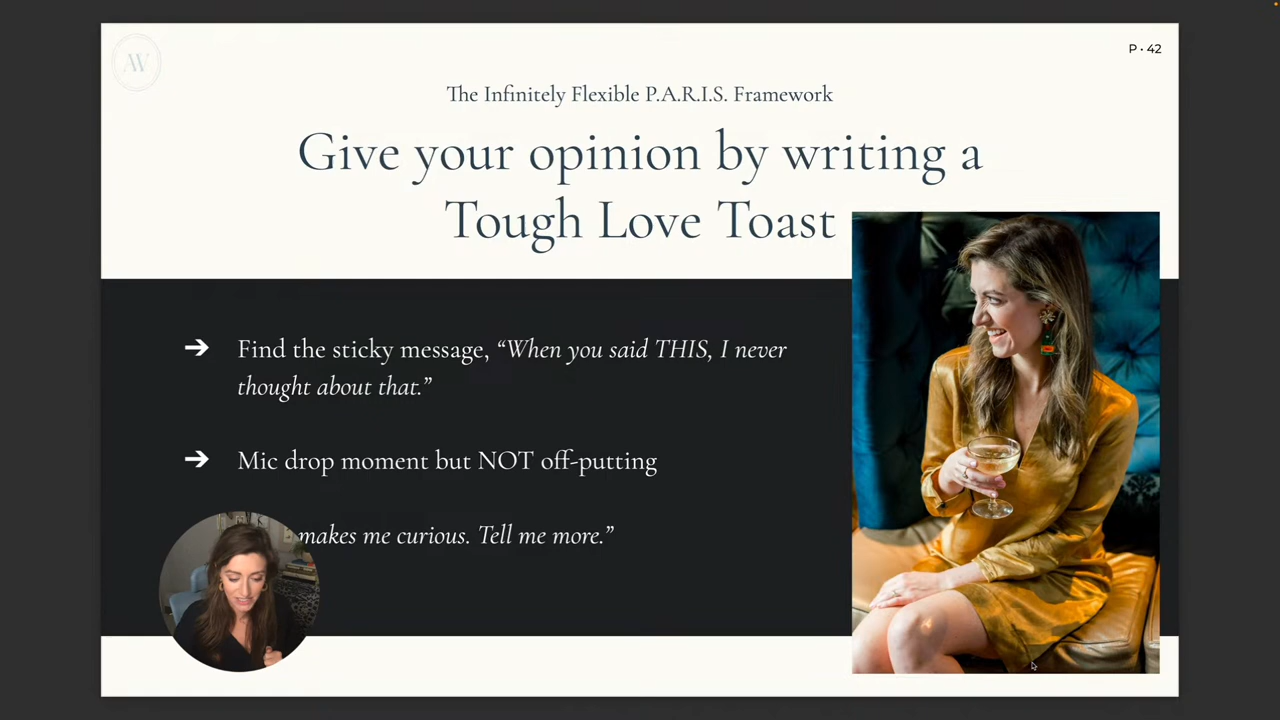 AW
P • 42
The Infinitely Flexible P.A.R.I.S. Framework
Give your opinion by writing a
Tough Love Toast
➔ Find the sticky message, “When you said THIS, I never
thought about that.”
➔ Mic drop moment but NOT off-putting
makes me curious. Tell me more.”